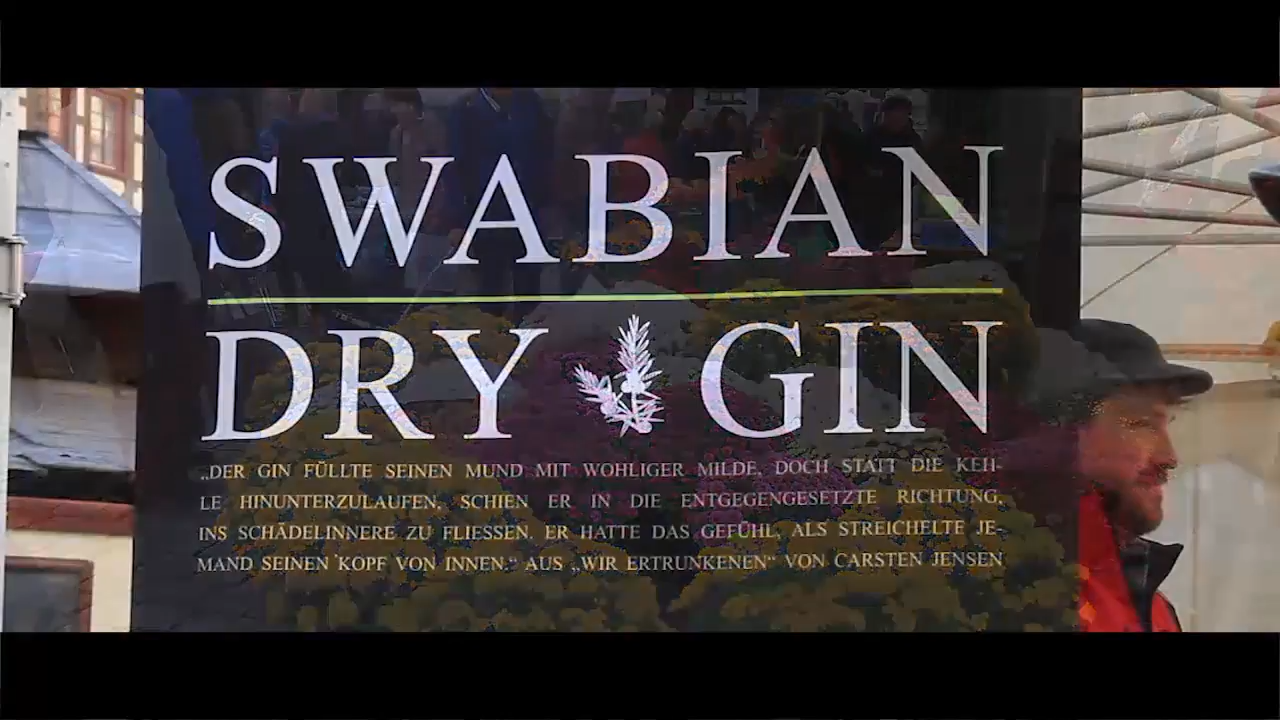 SWABIAN
DRY GIN
„DER GIN FÜLLTE SEINEN MUND MIT WOHLIGER MILDE, DOCH STATT DIE KEH-
LE HINUNTERZULAUFEN, SCHIEN ER IN DIE ENTGEGENGESETZTE RICHTUNG,
INS SCHÄDELINNERE ZU FLIESSEN. ER HATTE DAS GEFÜHL, ALS STREICHELTE JE-
MAND SEINEN KOPF VON INNEN.“ AUS „WIR ERTRUNKENEN“ VON CARSTEN JENSEN